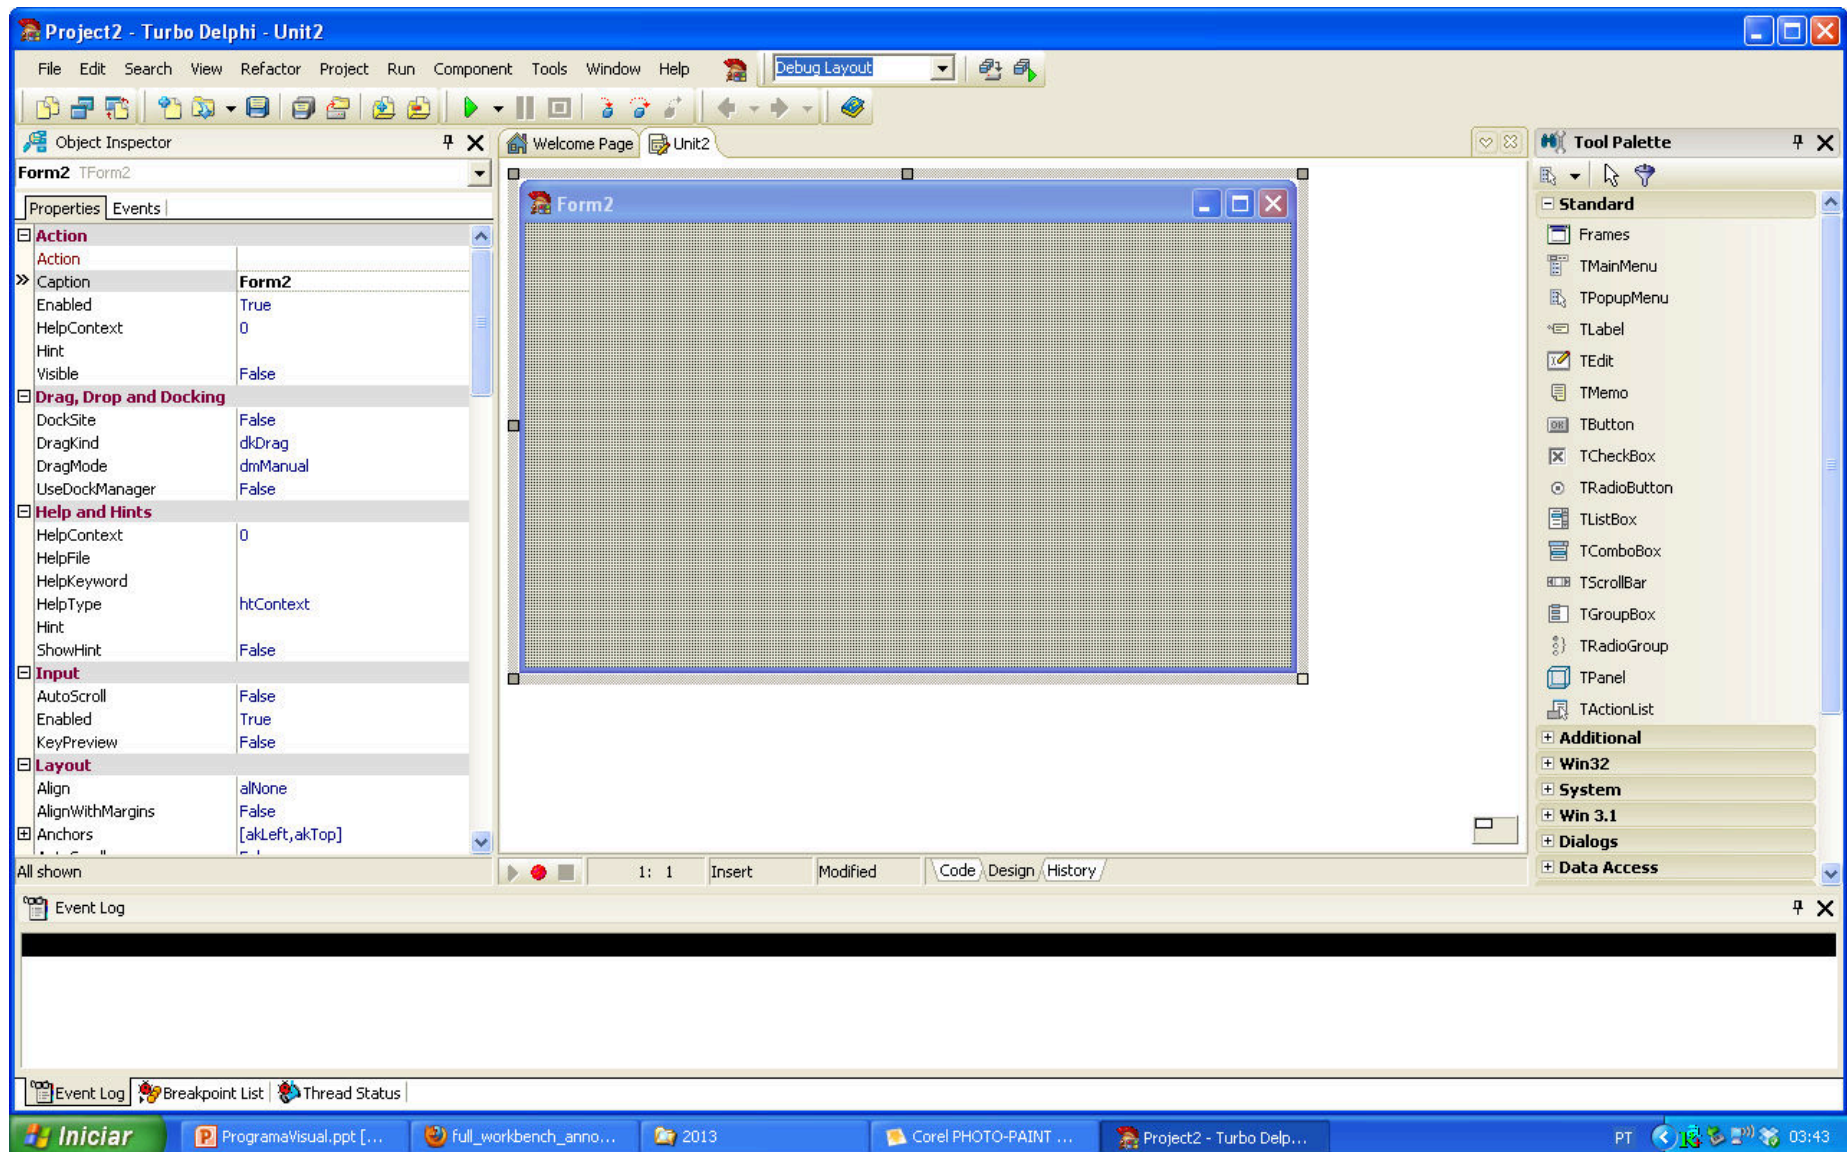 Project2 - Turbo Delphi - Unit2
File Edit Search View Refactor Project Run Component Tools Window Help Debug Layout
Object Inspector
Form2 TForm2
Properties Events
Action
Action
Caption Form2
Enabled True
HelpContext 0
Hint
Visible False
Drag, Drop and Docking
DockSite False
DragKind dkDrag
DragMode dmManual
UseDockManager False
Help and Hints
HelpContext 0
HelpFile
HelpKeyword
HelpType htContext
Hint
ShowHint False
Input
AutoScroll False
Enabled True
KeyPreview False
Layout
Align alNone
AlignWithMargins False
Anchors [akLeft,akTop]
All shown
Welcome Page Unit2
Form2
1: 1 Insert Modified Code Design History
Tool Palette
Standard
Frames
TMainMenu
TPopupMenu
TLabel
TEdit
TMemo
TButton
TCheckBox
TRadioButton
TListBox
TComboBox
TScrollBar
TGroupBox
TRadioGroup
TPanel
TActionList
Additional
Win32
System
Win 3.1
Dialogs
Data Access
Event Log
Event Log Breakpoint List Thread Status
Iniciar ProgramaVisual.ppt [... full_workbench_anno... 2013 Corel PHOTO-PAINT ... Project2 - Turbo Delp... PT 03:43